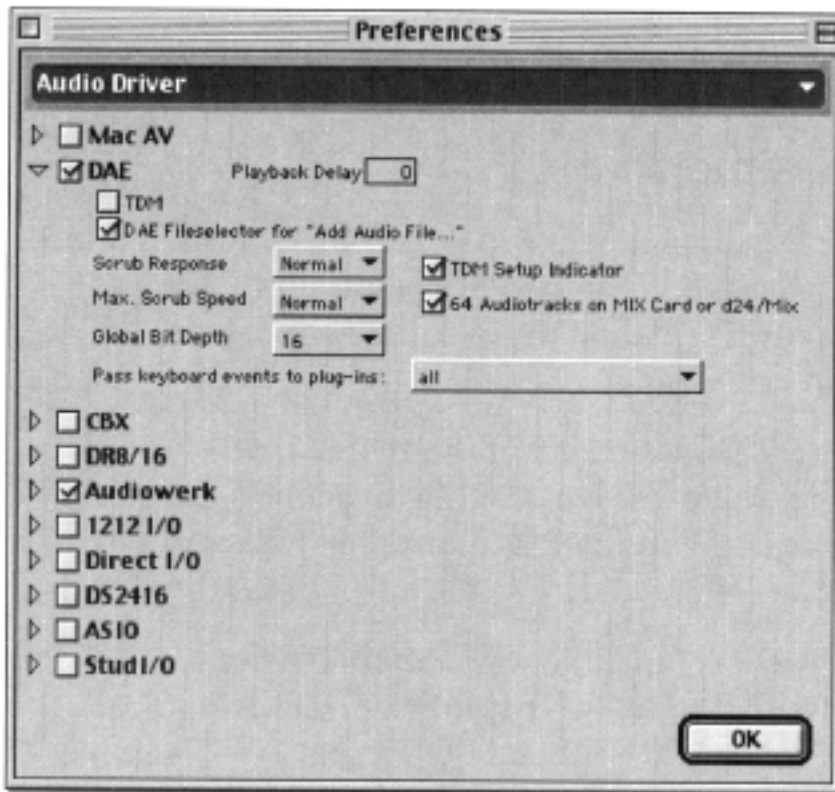 Preferences
Audio Driver
Mac AV
DAE Playback Delay 0
TDM
DAE Fileselector for "Add Audio File..."
Scrub Response Normal TDM Setup Indicator
Max. Scrub Speed Normal 64 Audiotracks on MIX Card or d24/Mix
Global Bit Depth 16
Pass keyboard events to plug-ins: all
CBX
DR8/16
Audiowerk
1212 I/O
Direct I/O
DS2416
ASIO
StudI/O
OK